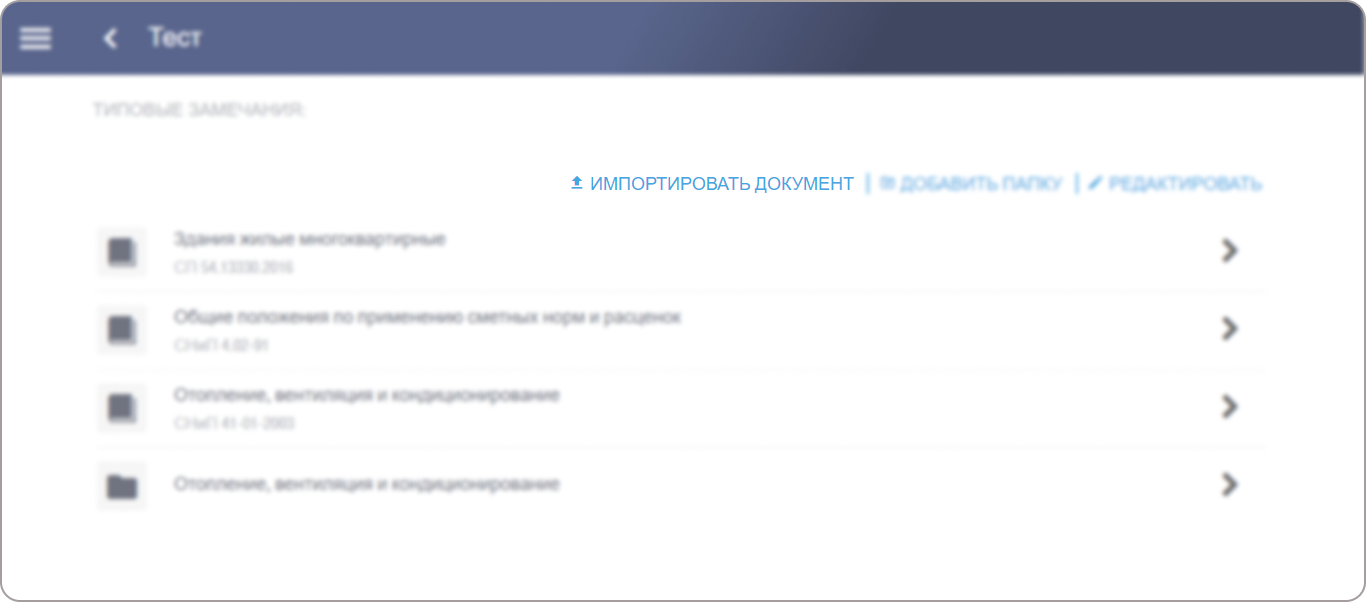 Тест
ТИПОВЫЕ ЗАМЕЧАНИЯ:
ИМПОРТИРОВАТЬ ДОКУМЕНТ | ДОБАВИТЬ ПАПКУ | РЕДАКТИРОВАТЬ
Здания жилые многоквартирные
СП 54.13330.2016
Общие положения по применению сметных норм и расценок
СНиП 4.02-91
Отопление, вентиляция и кондиционирование
СНиП 41-01-2003
Отопление, вентиляция и кондиционирование